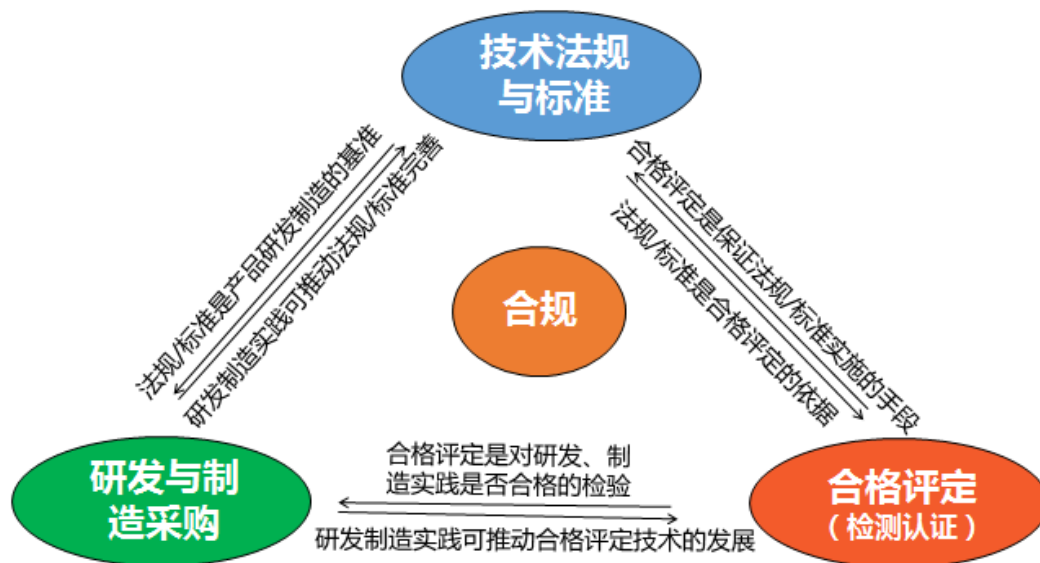 技术法规
与标准
法规/标准是产品研发制造的基准
研发制造实践可推动法规/标准完善
合格评定是保证法规/标准实施的手段
法规/标准是合格评定的依据
合规
研发与制
造采购
合格评定是对研发、制
造实践是否合格的检验
研发制造实践可推动合格评定技术的发展
合格评定
（检测认证）